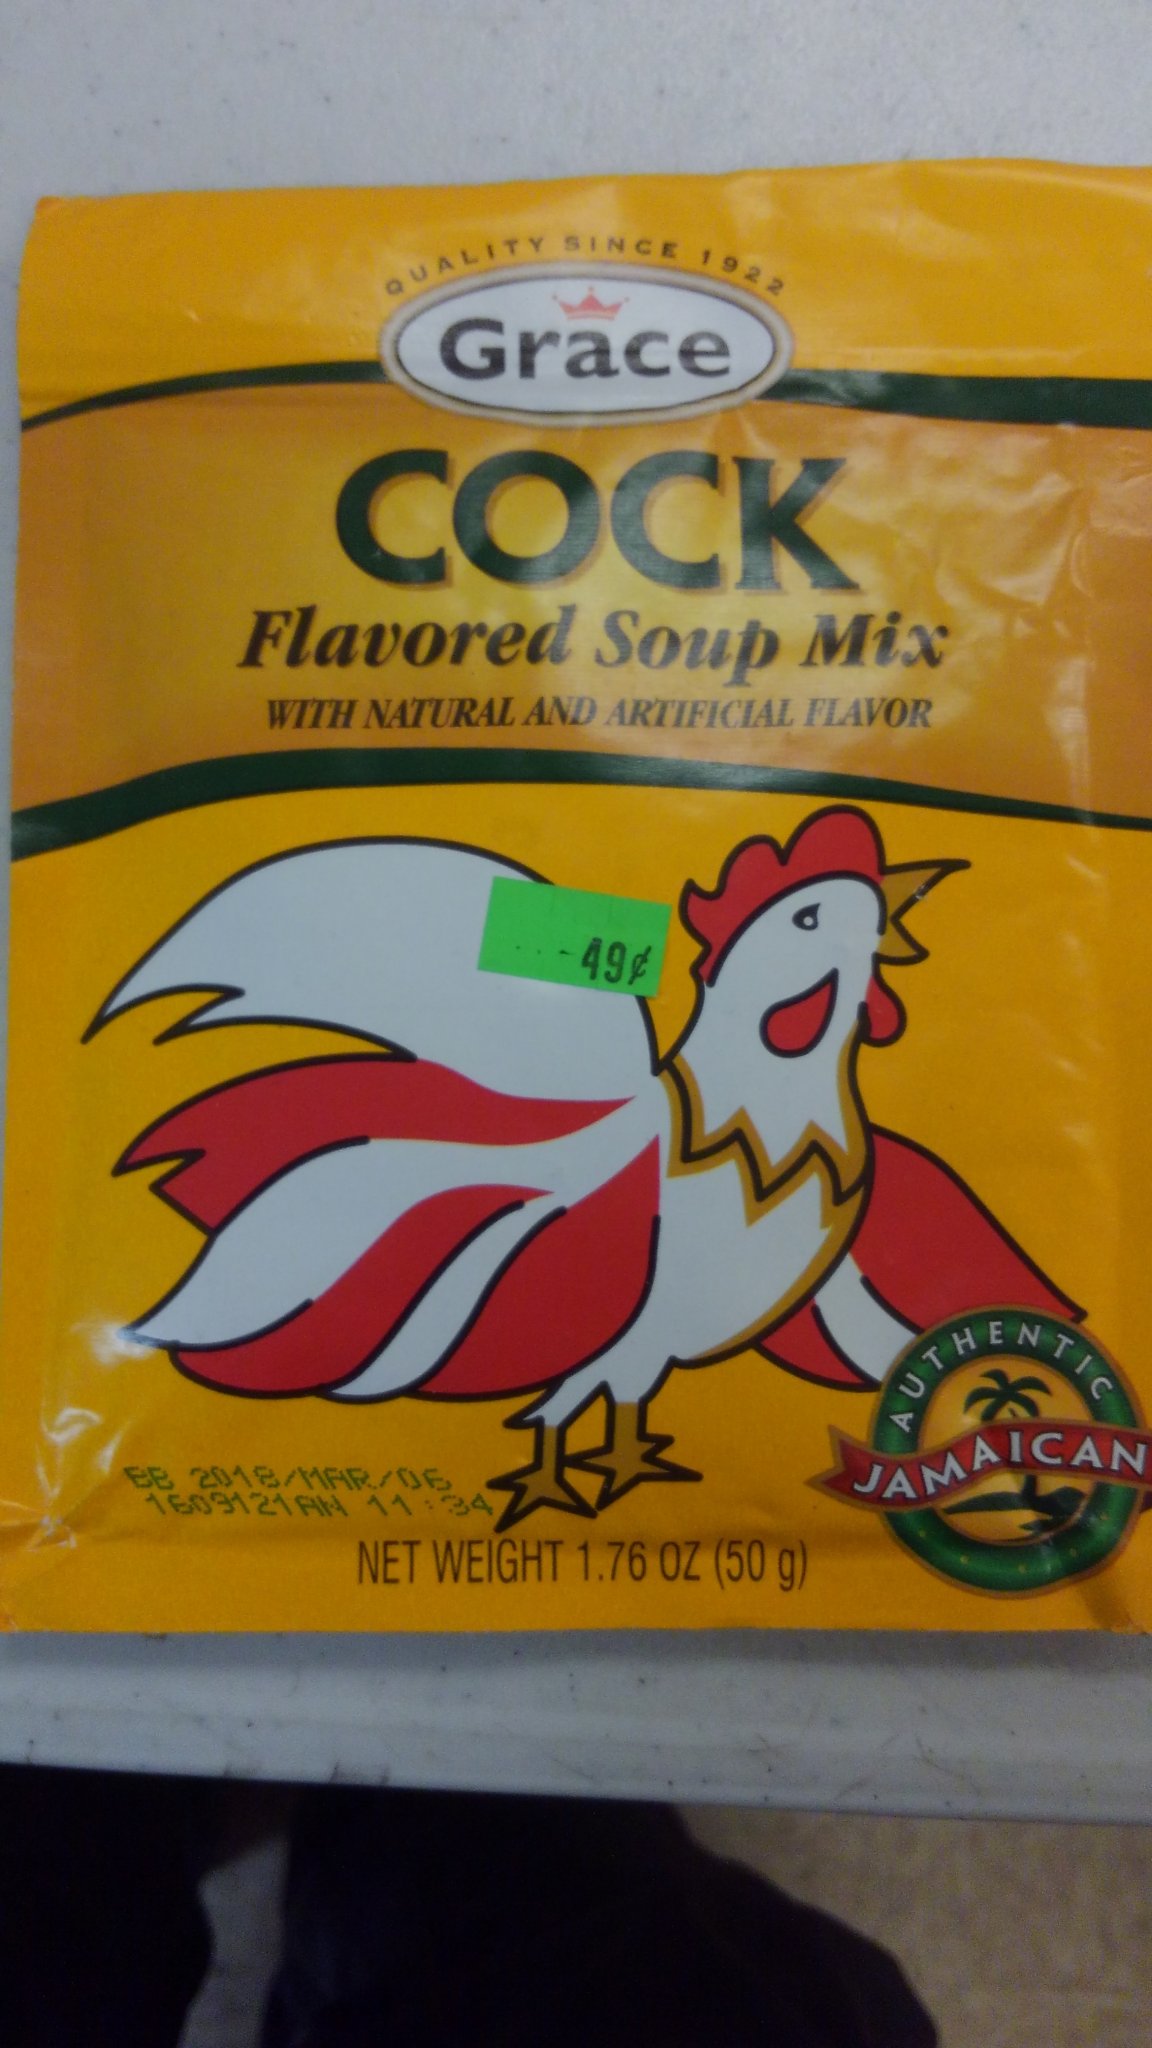 QUALITY SINCE 1922
Grace
COCK
Flavored Soup Mix
WITH NATURAL AND ARTIFICIAL FLAVOR
49¢
AUTHENTIC
JAMAICAN
BB 2018/MAR/06
11:34
NET WEIGHT 1.76 OZ (50 g)